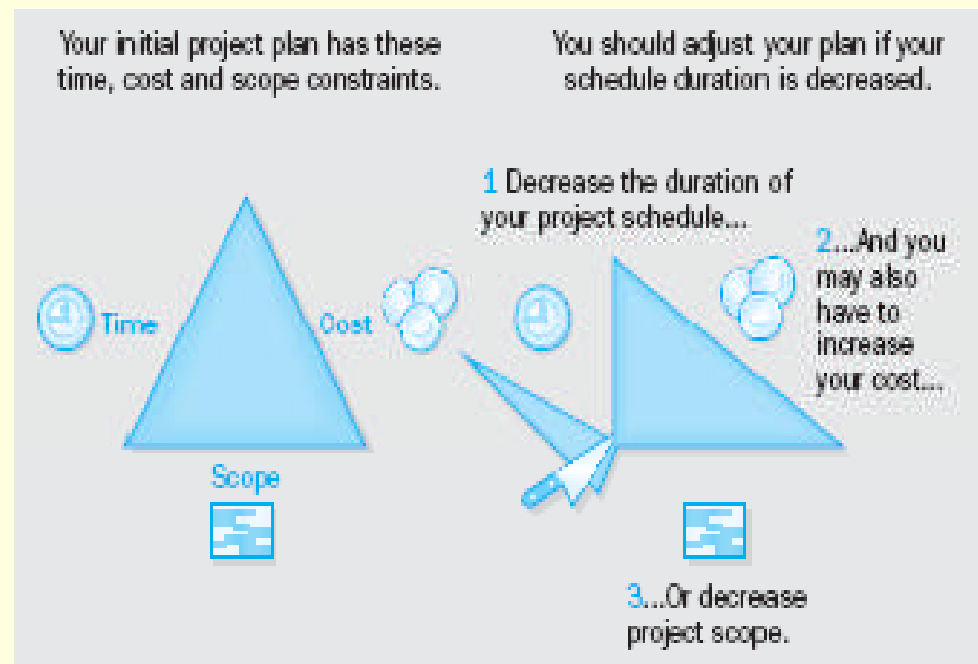 Your initial project plan has these
time, cost and scope constraints.
You should adjust your plan if your
schedule duration is decreased.
Time
Cost
Scope
1 Decrease the duration of
your project schedule...
2...And you
may also
have to
increase
your cost...
3...Or decrease
project scope.